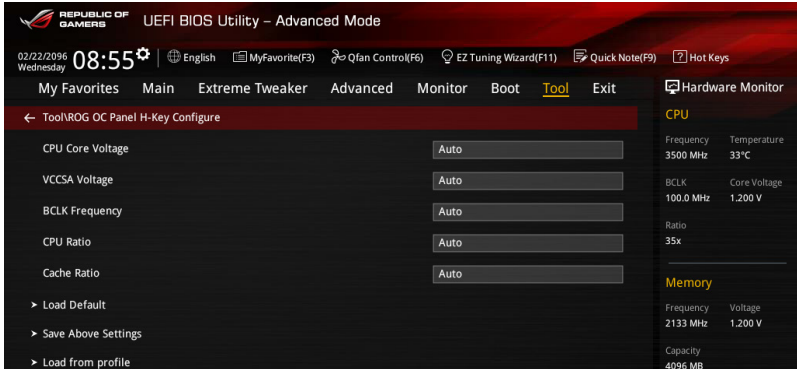 REPUBLIC OF
GAMERS
UEFI BIOS Utility – Advanced Mode
02/22/2096
Wednesday
08:55
English
MyFavorite(F3)
Qfan Control(F6)
EZ Tuning Wizard(F11)
Quick Note(F9)
? Hot Keys
My Favorites Main Extreme Tweaker Advanced Monitor Boot Tool Exit
Hardware Monitor
Tool\ROG OC Panel H-Key Configure
CPU Core Voltage Auto
VCCSA Voltage Auto
BCLK Frequency Auto
CPU Ratio Auto
Cache Ratio Auto
> Load Default
> Save Above Settings
> Load from profile
CPU
Frequency Temperature
3500 MHz 33°C
BCLK Core Voltage
100.0 MHz 1.200 V
Ratio
35x
Memory
Frequency Voltage
2133 MHz 1.200 V
Capacity
4096 MB